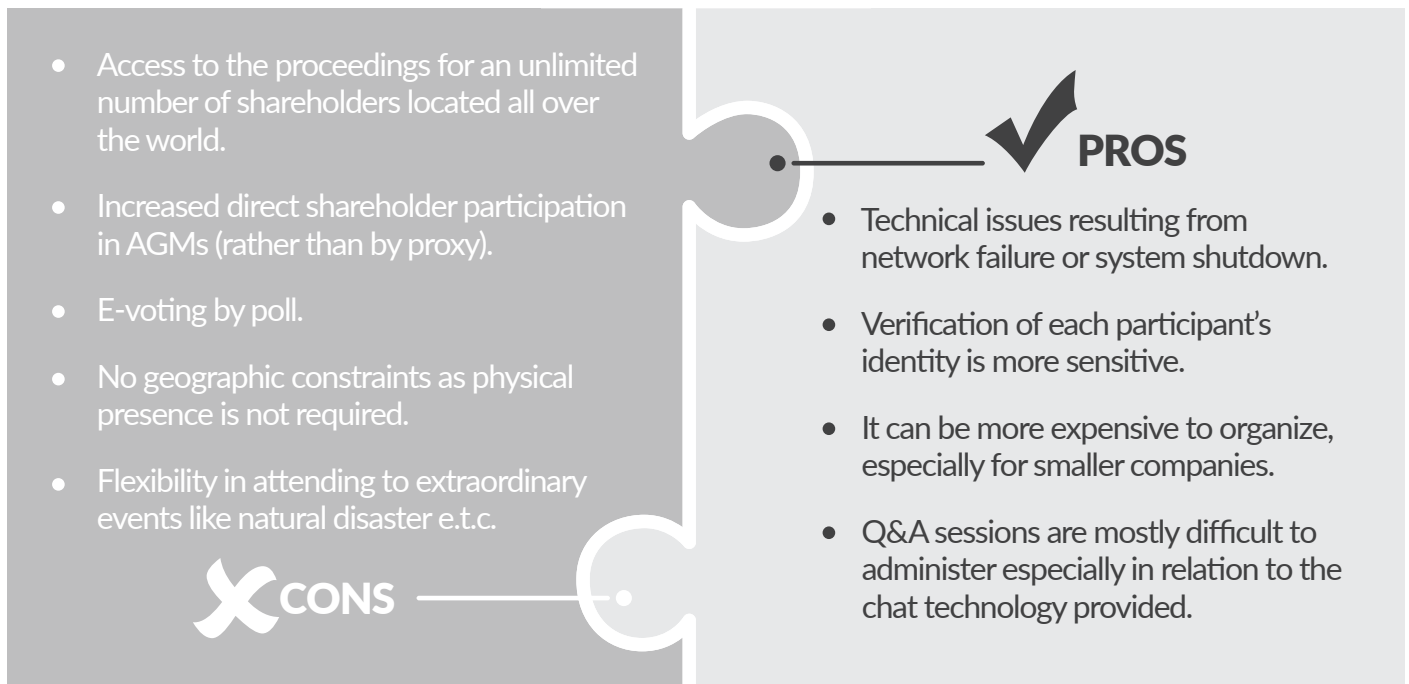 • Access to the proceedings for an unlimited
number of shareholders located all over
the world.
• Increased direct shareholder participation
in AGMs (rather than by proxy).
• E-voting by poll.
• No geographic constraints as physical
presence is not required.
• Flexibility in attending to extraordinary
events like natural disaster e.t.c.
CONS
PROS
• Technical issues resulting from
network failure or system shutdown.
• Verification of each participant’s
identity is more sensitive.
• It can be more expensive to organize,
especially for smaller companies.
• Q&A sessions are mostly difficult to
administer especially in relation to the
chat technology provided.